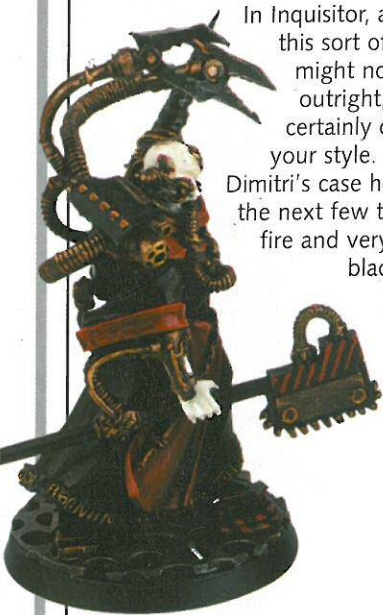 In Inquisitor, a
this sort of
might no
outright,
certainly c
your style.
Dimitri's case h
the next few t
fire and very
blac